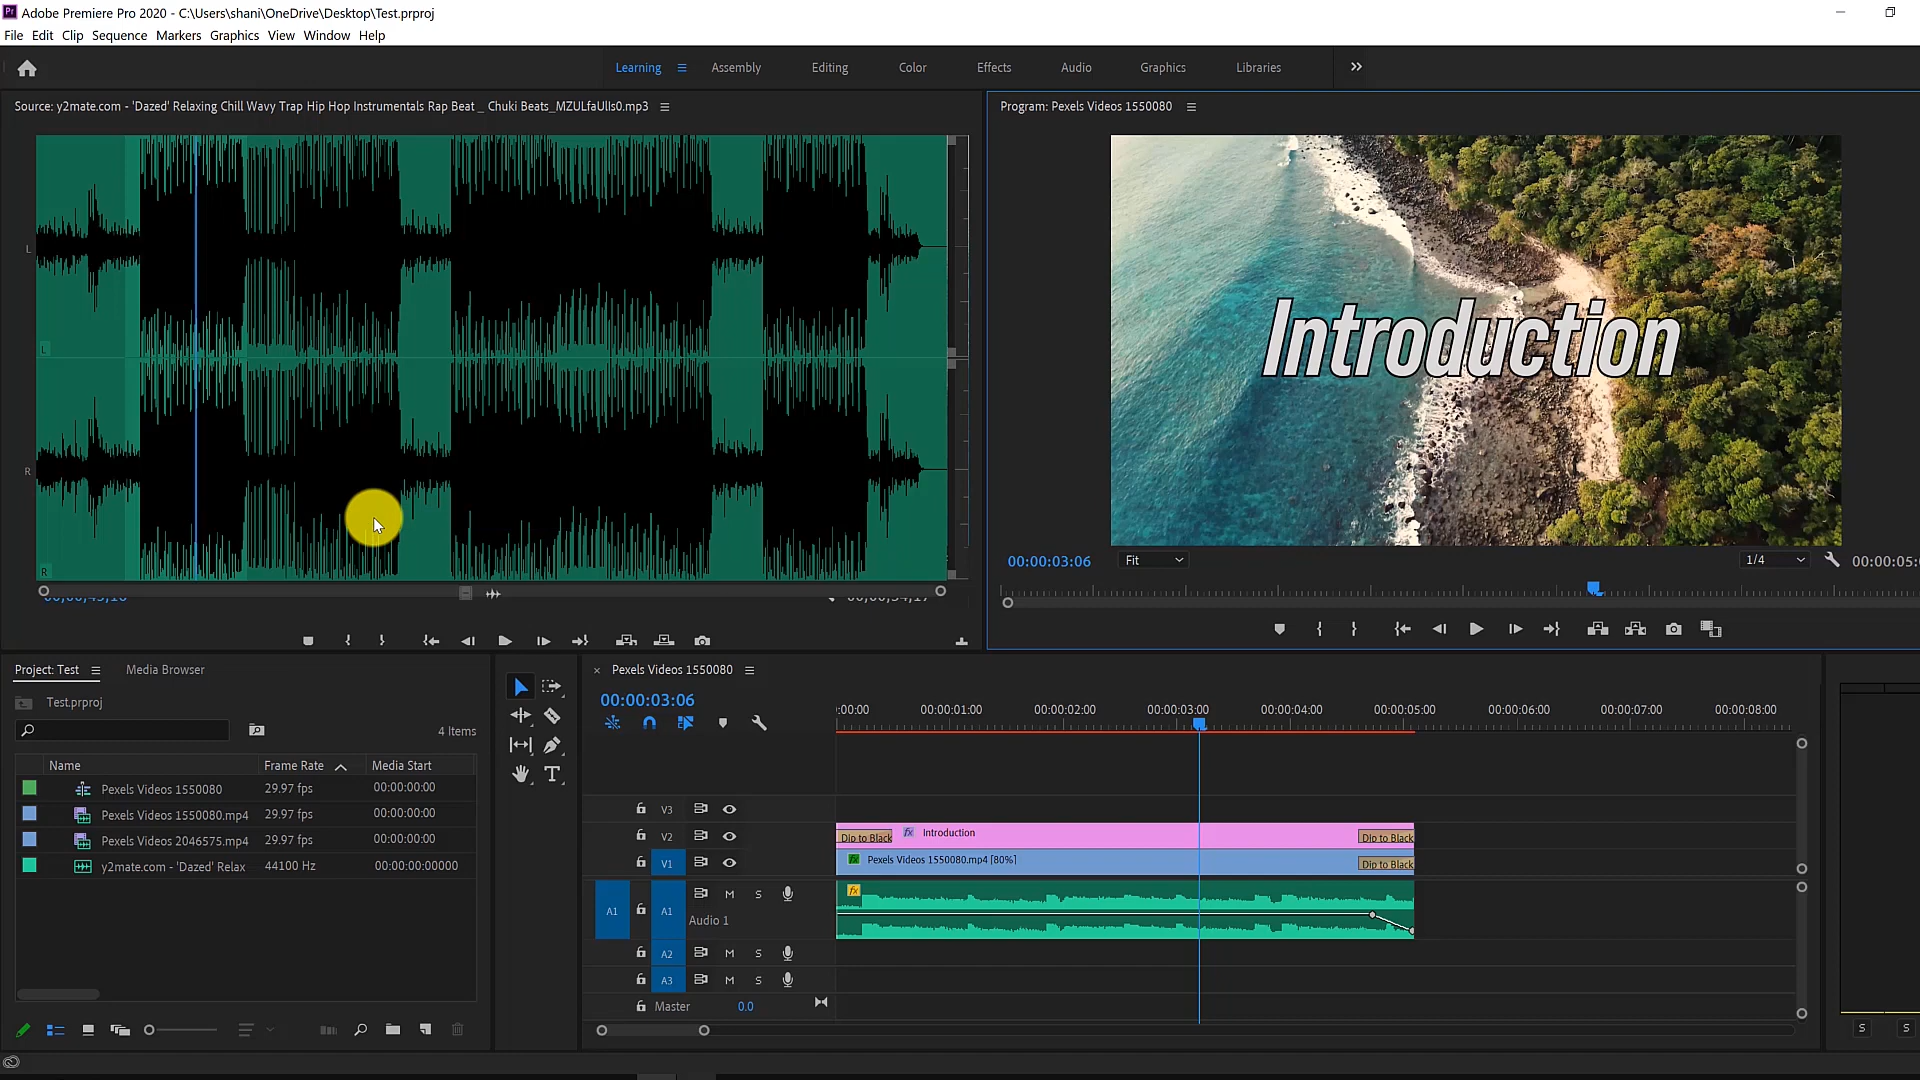 Adobe Premiere Pro 2020 - C:\Users\shani\OneDrive\Desktop\Test.prproj
File Edit Clip Sequence Markers Graphics View Window Help
Learning Assembly Editing Color Effects Audio Graphics Libraries
Source: y2mate.com - 'Dazed' Relaxing Chill Wavy Trap Hip Hop Instrumentals Rap Beat _ Chuki Beats_MZULfaUlIs0.mp3
Program: Pexels Videos 1550080
L
L
R
R
Introduction
00:00:03:06 Fit 1/4 00:00:05:
Project: Test Media Browser
Test.prproj
4 Items
Name Frame Rate Media Start
Pexels Videos 1550080 29.97 fps 00:00:00:00
Pexels Videos 1550080.mp4 29.97 fps 00:00:00:00
Pexels Videos 2046575.mp4 29.97 fps 00:00:00:00
y2mate.com - 'Dazed' Relax 44100 Hz 00:00:00:00000
Pexels Videos 1550080
00:00:03:06
:00:00 00:00:01:00 00:00:02:00 00:00:03:00 00:00:04:00 00:00:05:00 00:00:06:00 00:00:07:00 00:00:08:00
V3
V2 Dip to Black fx Introduction Dip to Black
V1 fx Pexels Videos 1550080.mp4 [80%] Dip to Black
A1 A1 M S fx
Audio 1
A2 M S
A3 M S
Master 0.0
S S